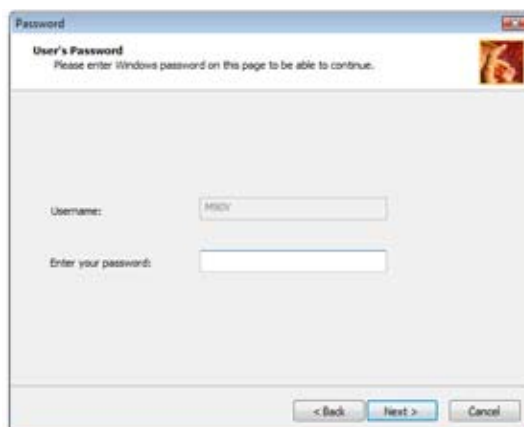 Password
User's Password
Please enter Windows password on this page to be able to continue.
Username:
Enter your password:
< Back
Next >
Cancel